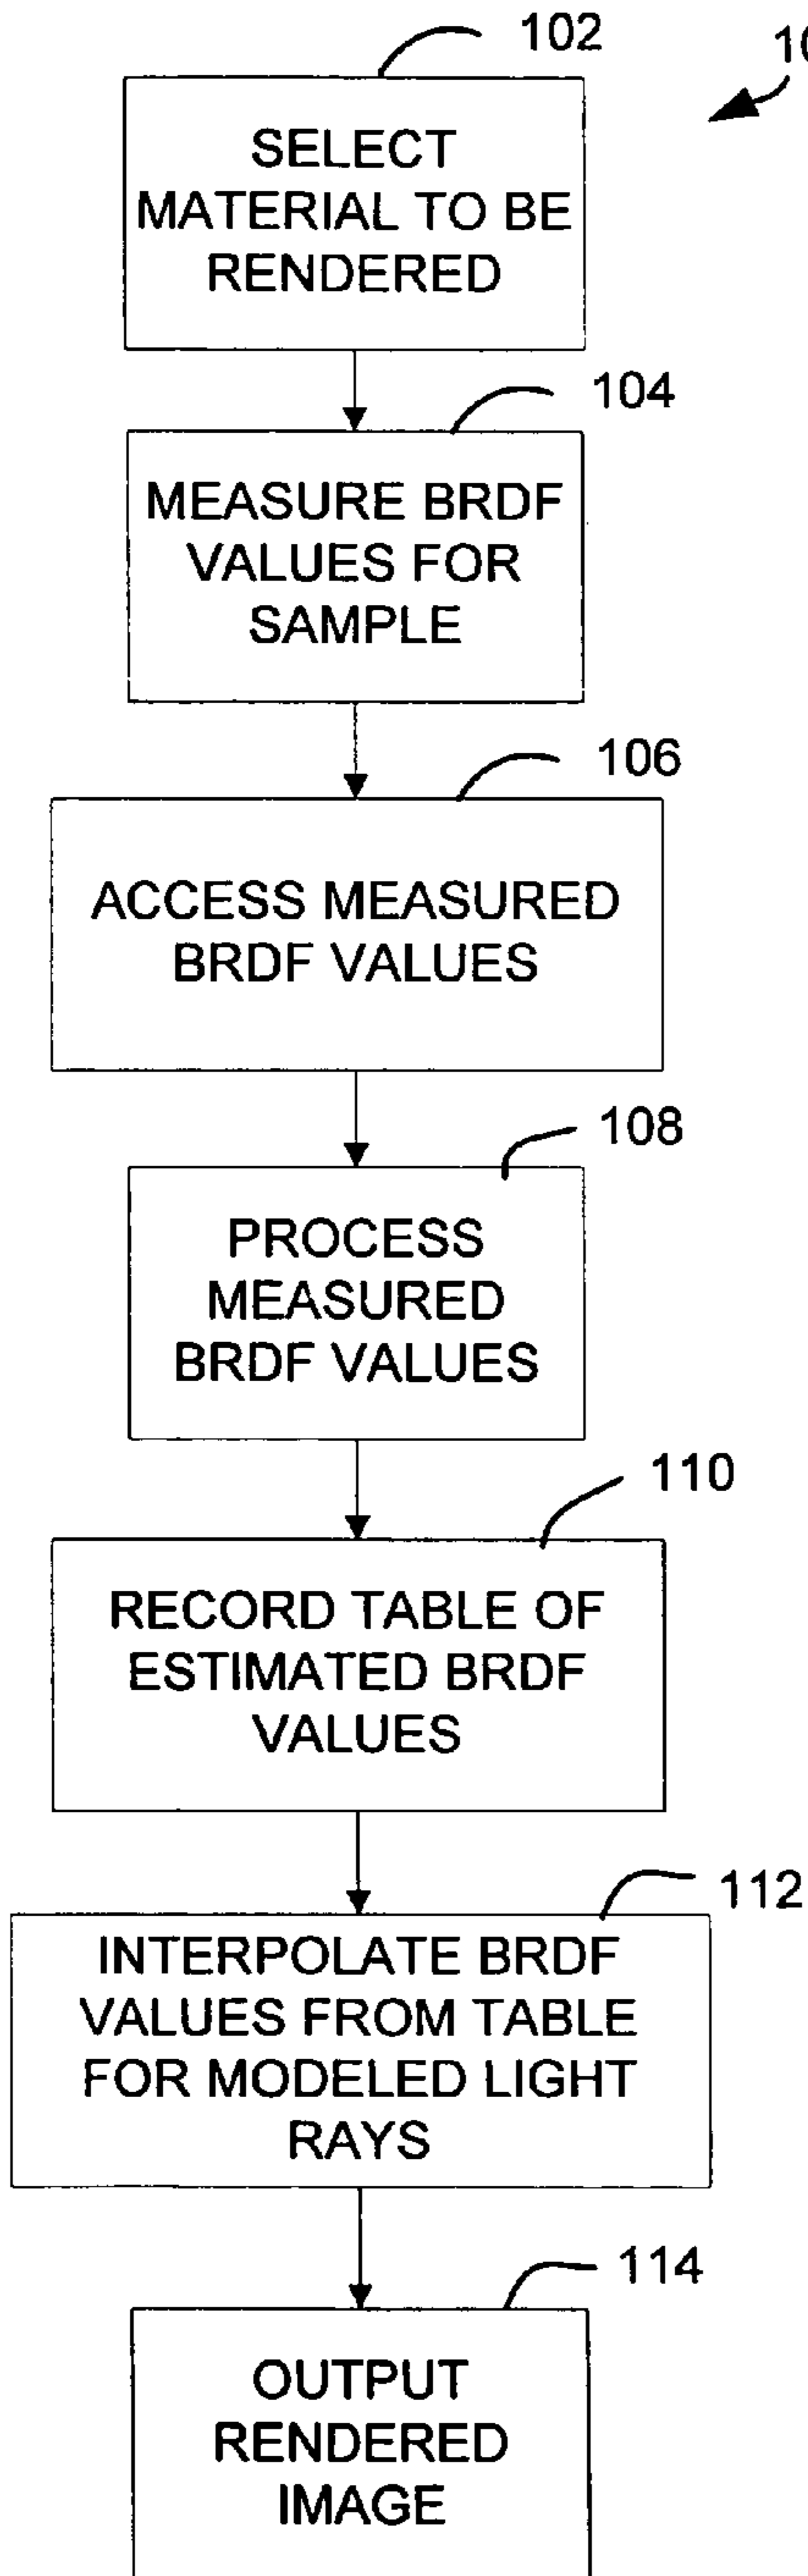 102
SELECT
MATERIAL TO BE
RENDERED
104
MEASURE BRDF
VALUES FOR
SAMPLE
106
ACCESS MEASURED
BRDF VALUES
108
PROCESS
MEASURED
BRDF VALUES
110
RECORD TABLE OF
ESTIMATED BRDF
VALUES
112
INTERPOLATE BRDF
VALUES FROM TABLE
FOR MODELED LIGHT
RAYS
114
OUTPUT
RENDERED
IMAGE